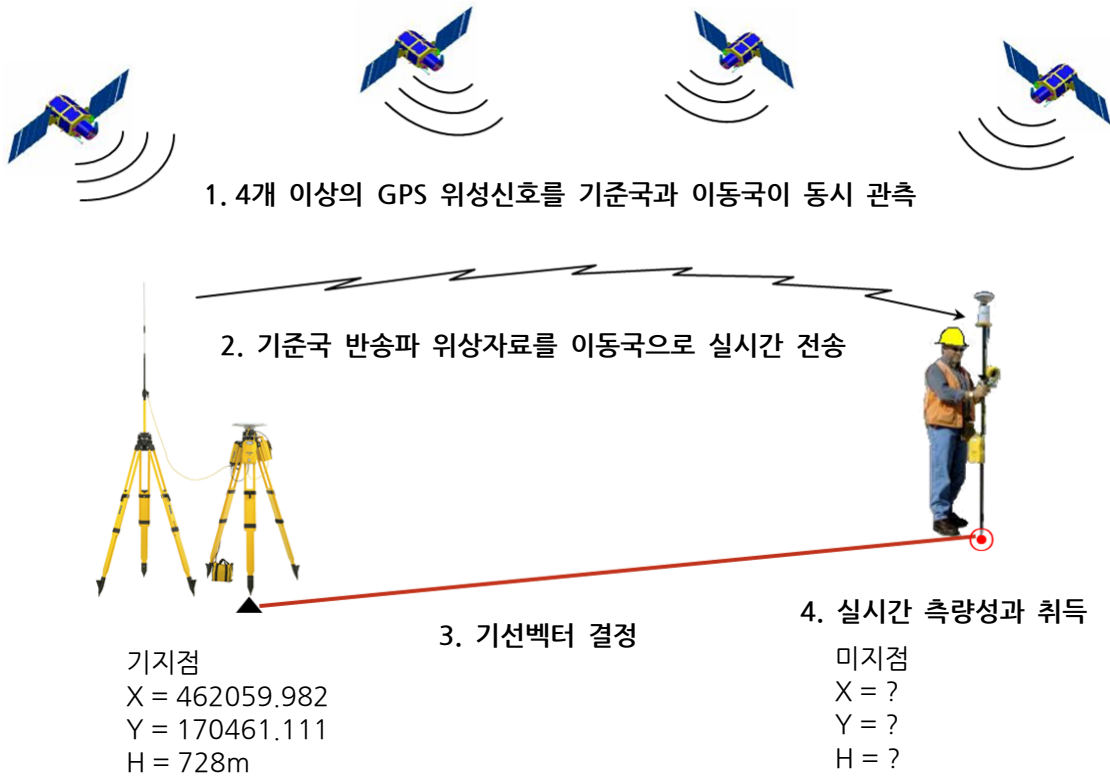 1. 4개 이상의 GPS 위성신호를 기준국과 이동국이 동시 관측
2. 기준국 반송파 위상자료를 이동국으로 실시간 전송
3. 기선벡터 결정
4. 실시간 측량성과 취득
기지점
X = 462059.982
Y = 170461.111
H = 728m
미지점
X = ?
Y = ?
H = ?